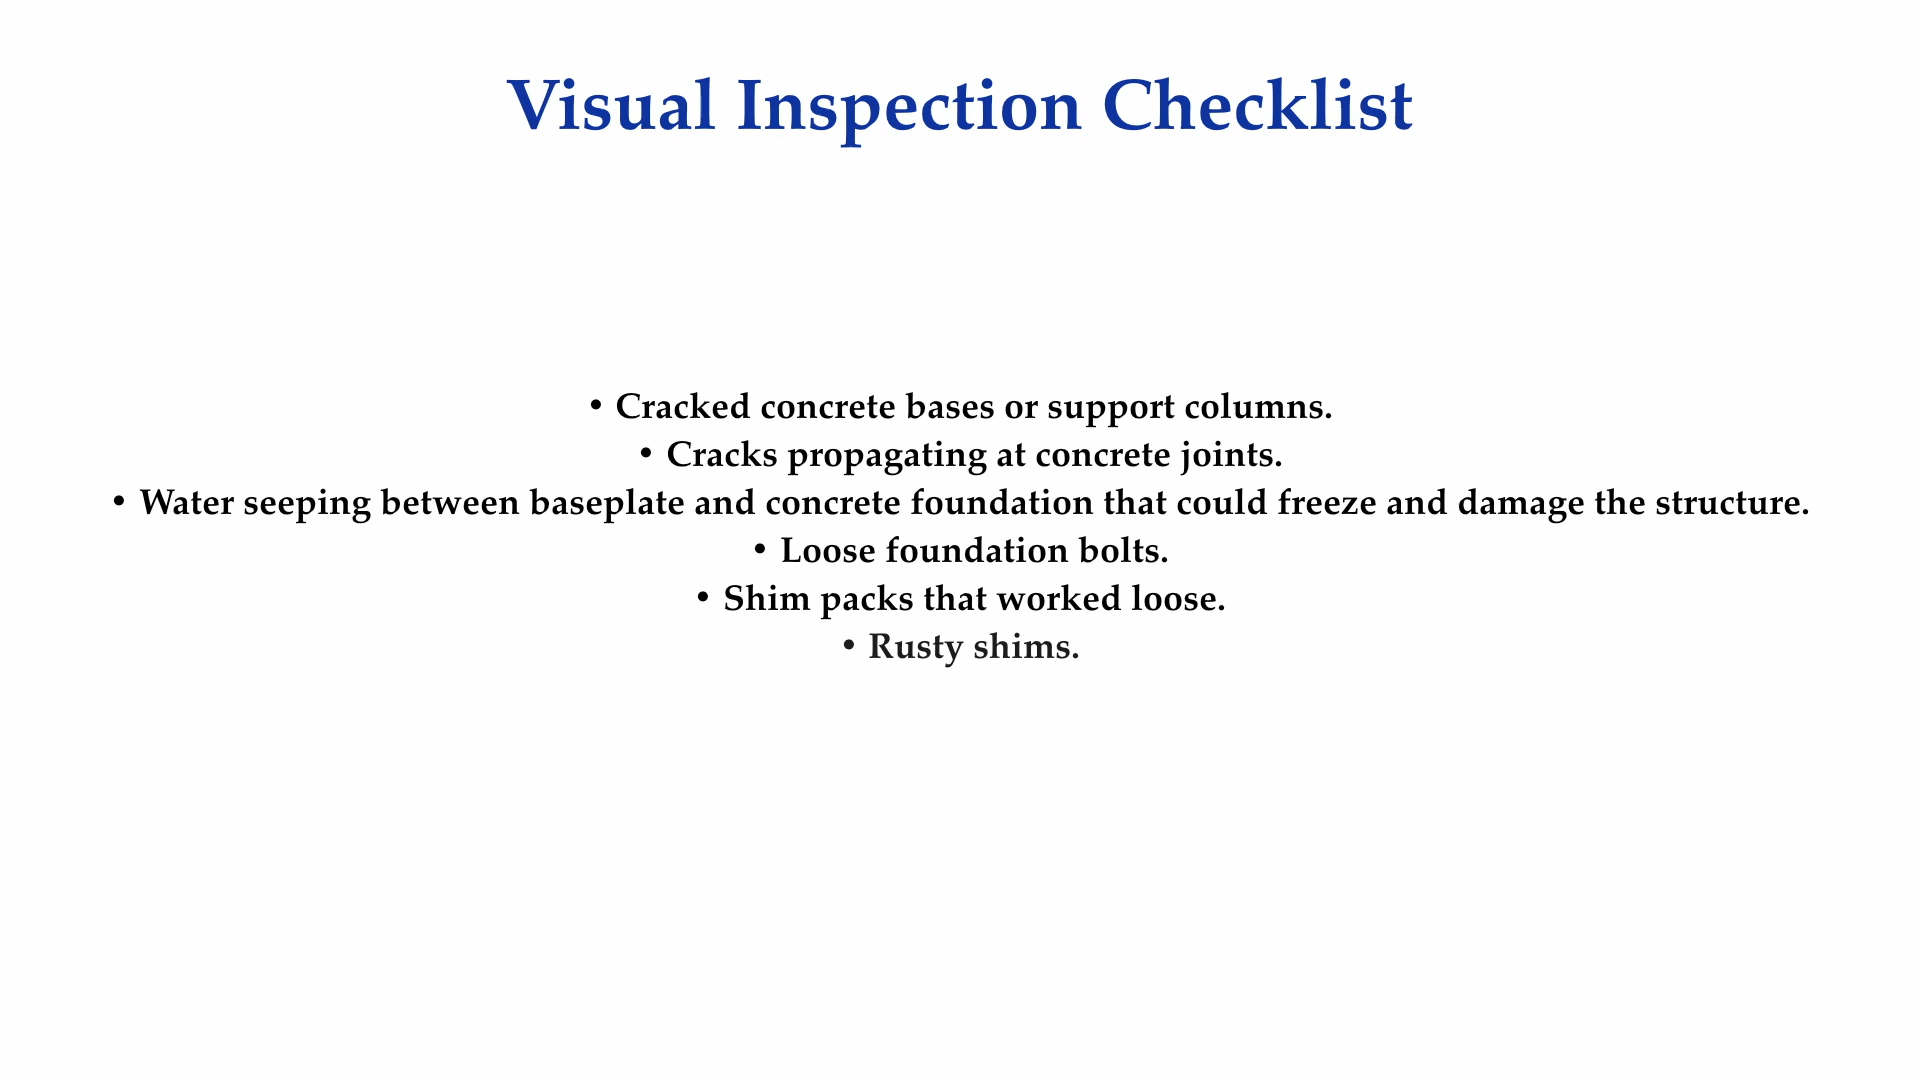 Visual Inspection Checklist
• Cracked concrete bases or support columns.
• Cracks propagating at concrete joints.
• Water seeping between baseplate and concrete foundation that could freeze and damage the structure.
• Loose foundation bolts.
• Shim packs that worked loose.
• Rusty shims.